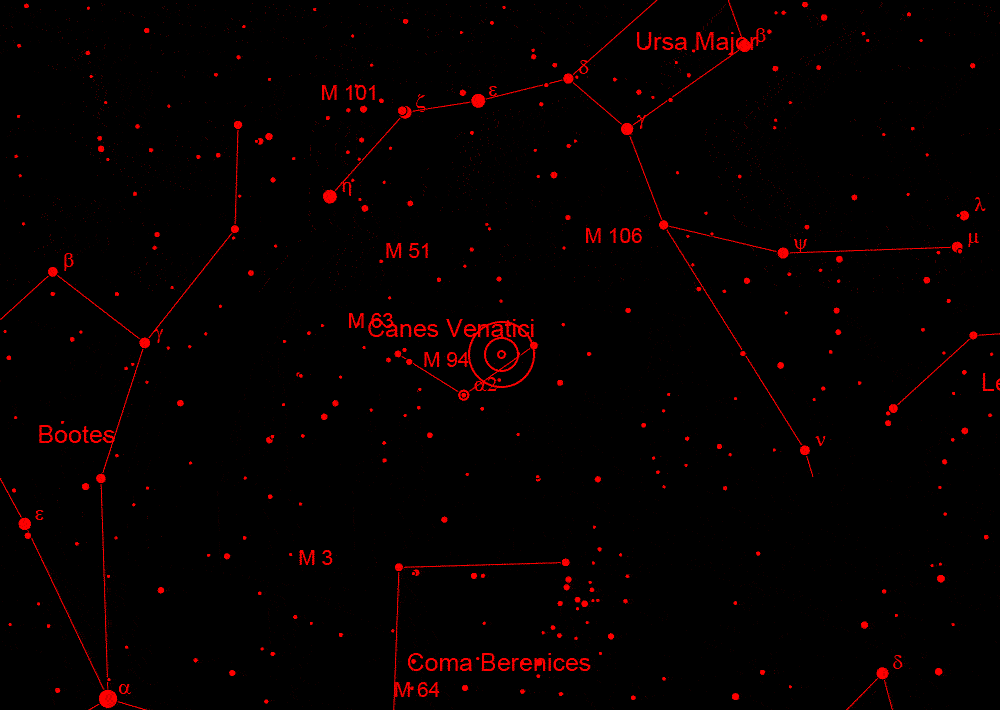 Ursa Major
β
δ
M 101
ζ
ε
γ
η
λ
M 106
μ
ψ
M 51
β
M 63
Canes Venatici
γ
M 94
α2
Le
Bootes
ν
ε
M 3
Coma Berenices
δ
α
M 64